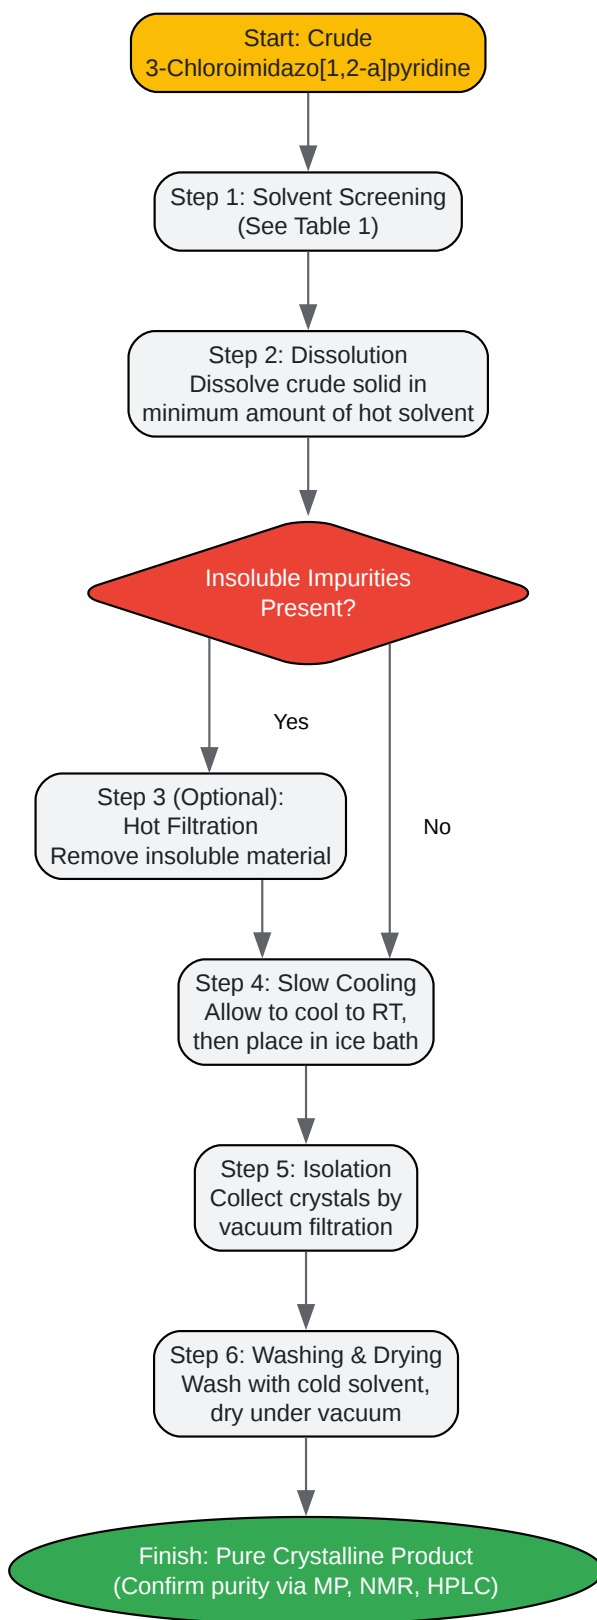 Start: Crude
3-Chloroimidazo[1,2-a]pyridine
Step 1: Solvent Screening
(See Table 1)
Step 2: Dissolution
Dissolve crude solid in
minimum amount of hot solvent
Insoluble Impurities
Present?
Yes
Step 3 (Optional):
Hot Filtration
Remove insoluble material
No
Step 4: Slow Cooling
Allow to cool to RT,
then place in ice bath
Step 5: Isolation
Collect crystals by
vacuum filtration
Step 6: Washing & Drying
Wash with cold solvent,
dry under vacuum
Finish: Pure Crystalline Product
(Confirm purity via MP, NMR, HPLC)